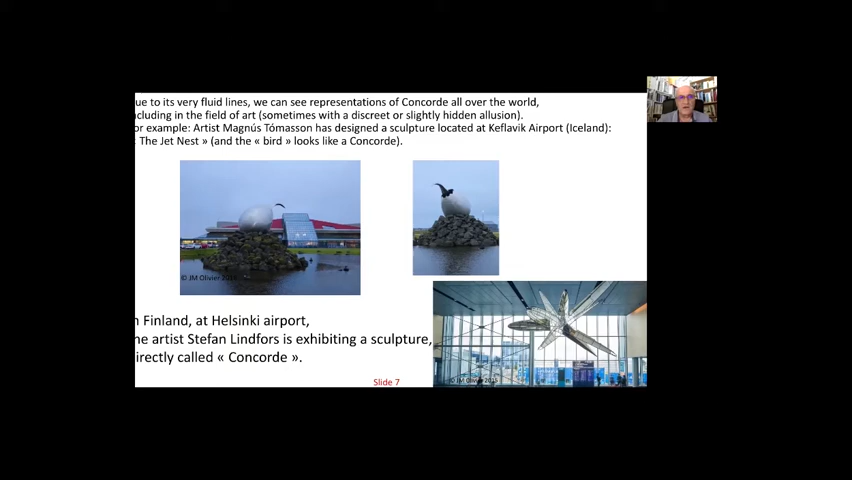 ue to its very fluid lines, we can see representations of Concorde all over the world,
cluding in the field of art (sometimes with a discreet or slightly hidden allusion).
or example: Artist Magnús Tómasson has designed a sculpture located at Keflavik Airport (Iceland):
The Jet Nest » (and the « bird » looks like a Concorde).
© JM Olivier
n Finland, at Helsinki airport,
he artist Stefan Lindfors is exhibiting a sculpture,
irectly called « Concorde ».
© JM Olivier
Slide 7